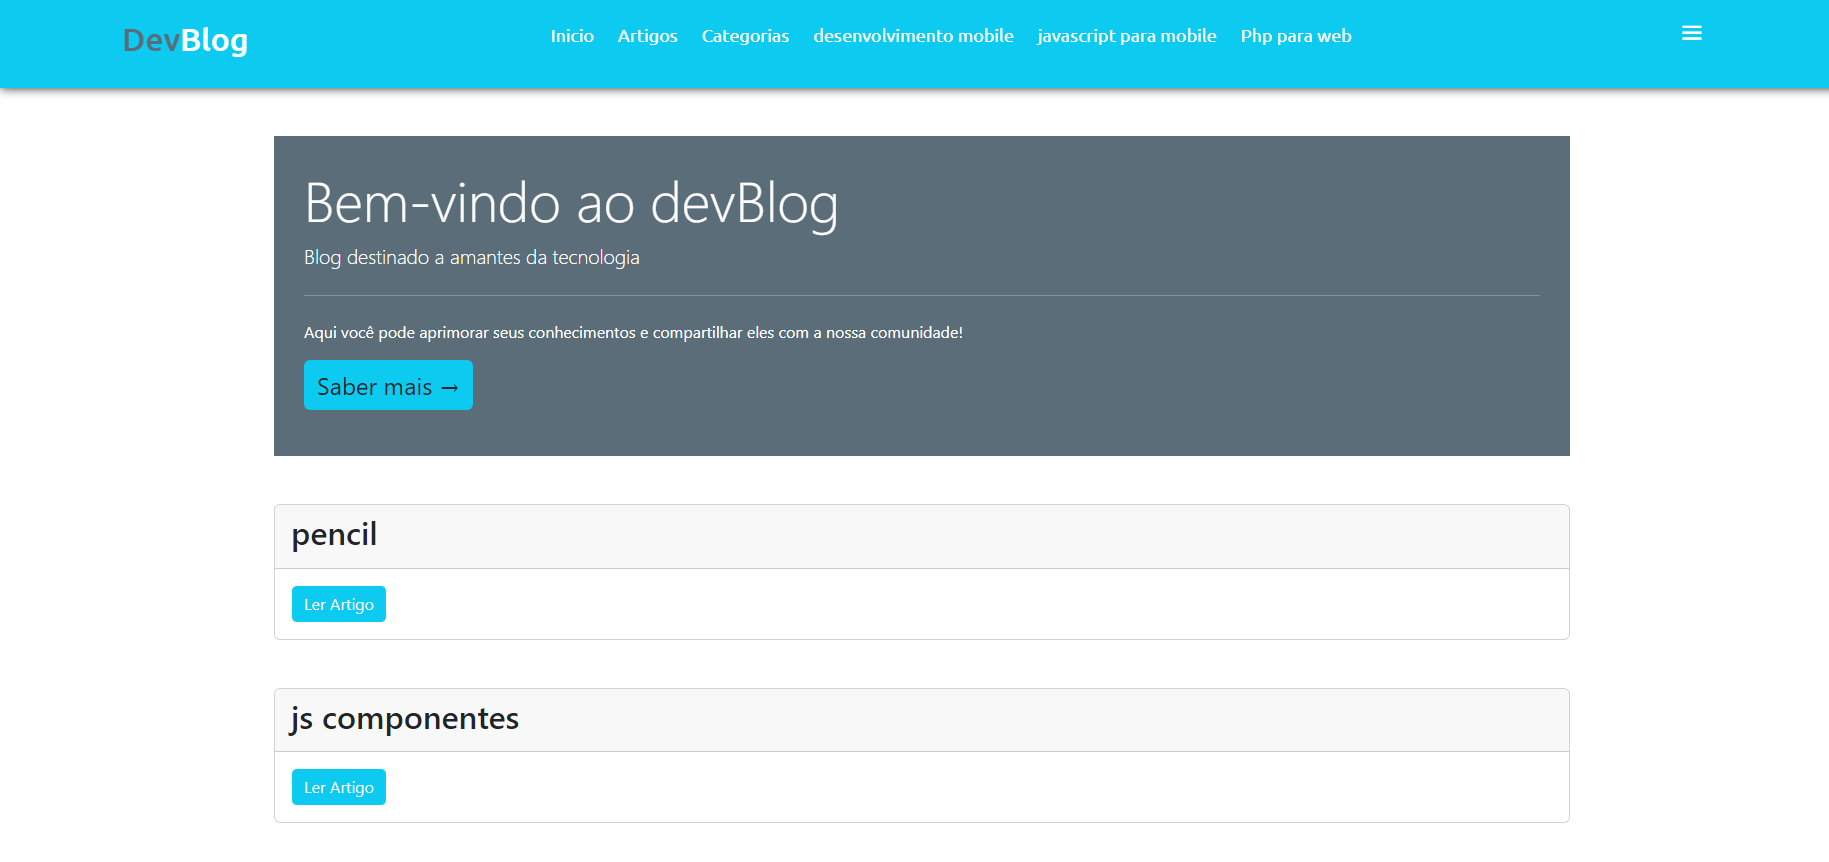 DevBlog Inicio Artigos Categorias desenvolvimento mobile javascript para mobile Php para web
Bem-vindo ao devBlog
Blog destinado a amantes da tecnologia
Aqui você pode aprimorar seus conhecimentos e compartilhar eles com a nossa comunidade!
Saber mais →
pencil
Ler Artigo
js componentes
Ler Artigo